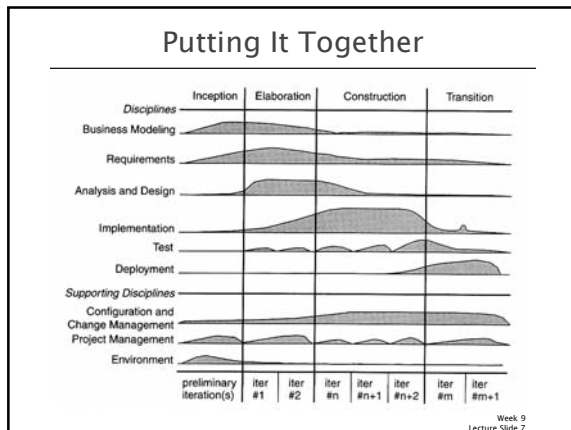 Putting It Together
Inception Elaboration Construction Transition
Disciplines
Business Modeling
Requirements
Analysis and Design
Implementation
Test
Deployment
Supporting Disciplines
Configuration and
Change Management
Project Management
Environment
preliminary iter iter iter iter iter iter iter
iteration(s) #1 #2 #n #n+1 #n+2 #m #m+1
Week 9
Lecture Slide 7